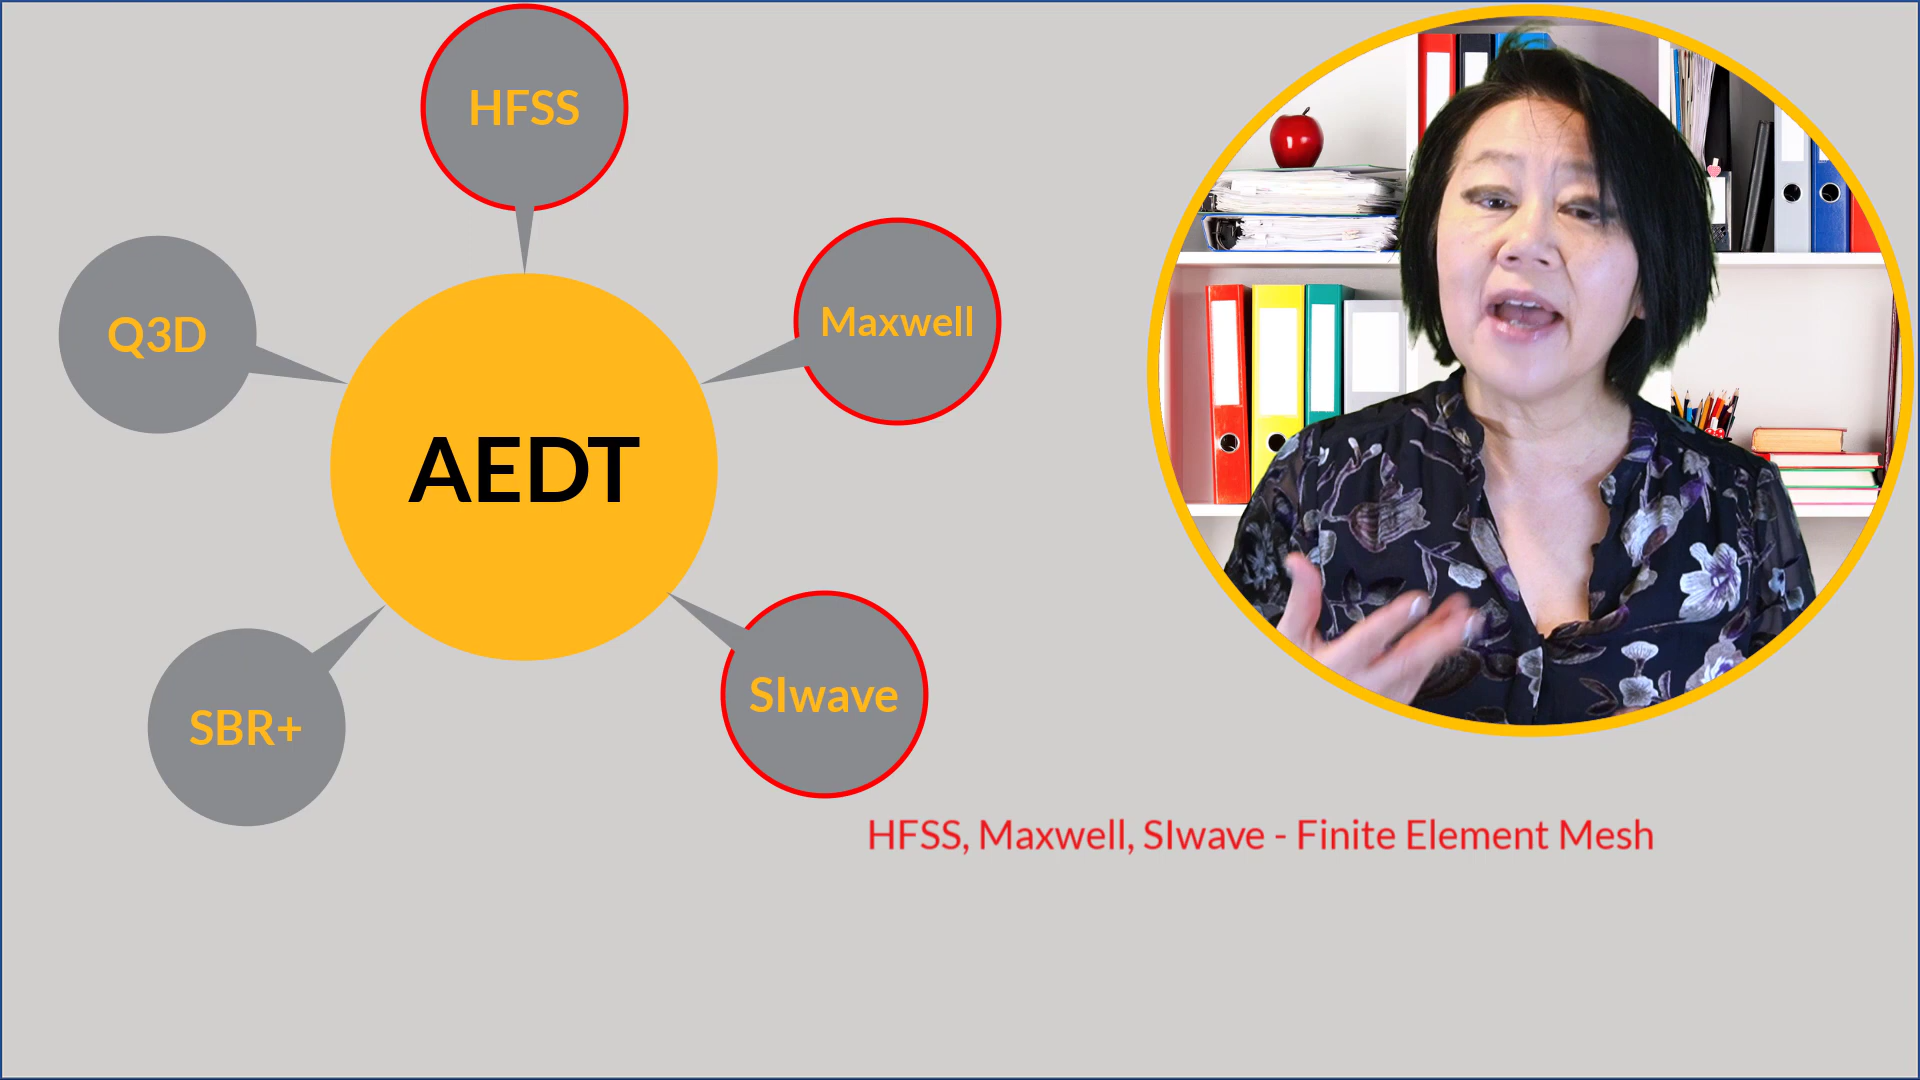 HFSS
Maxwell
Q3D
AEDT
SIwave
SBR+
HFSS, Maxwell, SIwave - Finite Element Mesh